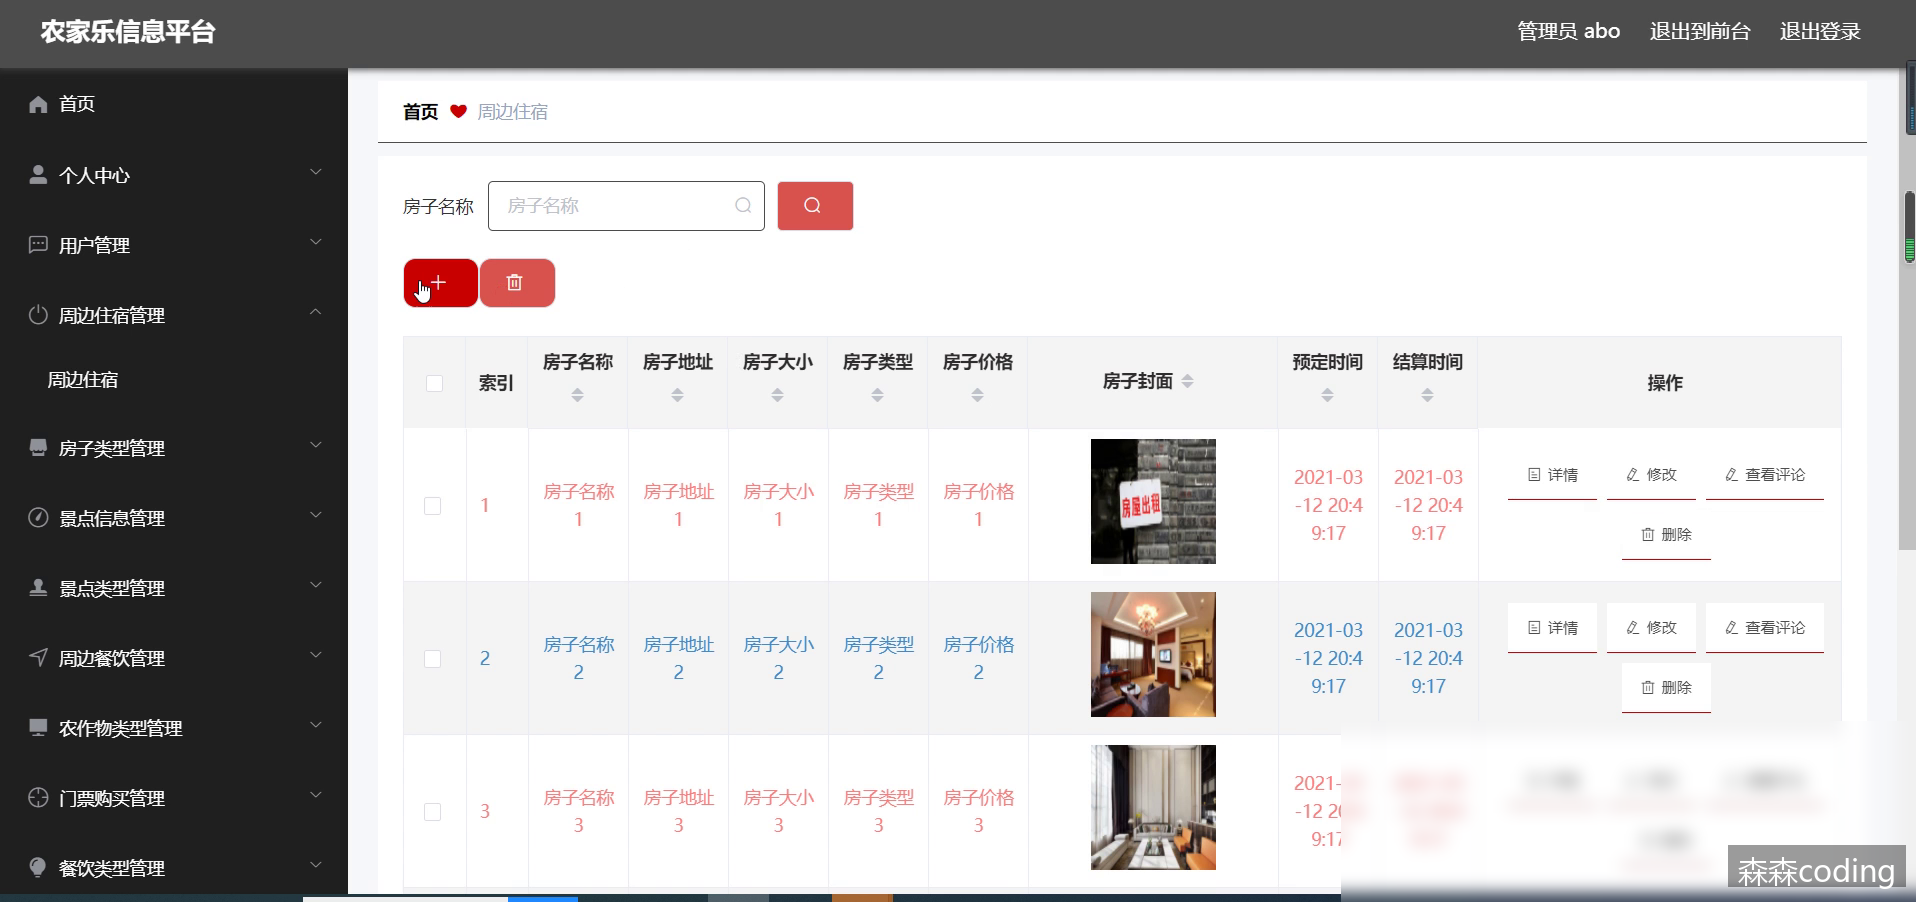 农家乐信息平台
管理员 abo 退出到前台 退出登录
首页
个人中心
用户管理
周边住宿管理
周边住宿
房子类型管理
景点信息管理
景点类型管理
周边餐饮管理
农作物类型管理
门票购买管理
餐饮类型管理
首页 周边住宿
房子名称 房子名称
索引 房子名称 房子地址 房子大小 房子类型 房子价格 房子封面 预定时间 结算时间 操作
1 房子名称1 房子地址1 房子大小1 房子类型1 房子价格1 2021-03-12 20:49:17 2021-03-12 20:49:17 详情 修改 查看评论 删除
房屋出租
2 房子名称2 房子地址2 房子大小2 房子类型2 房子价格2 2021-03-12 20:49:17 2021-03-12 20:49:17 详情 修改 查看评论 删除
3 房子名称3 房子地址3 房子大小3 房子类型3 房子价格3 2021-
-12 20
9:17
森森coding